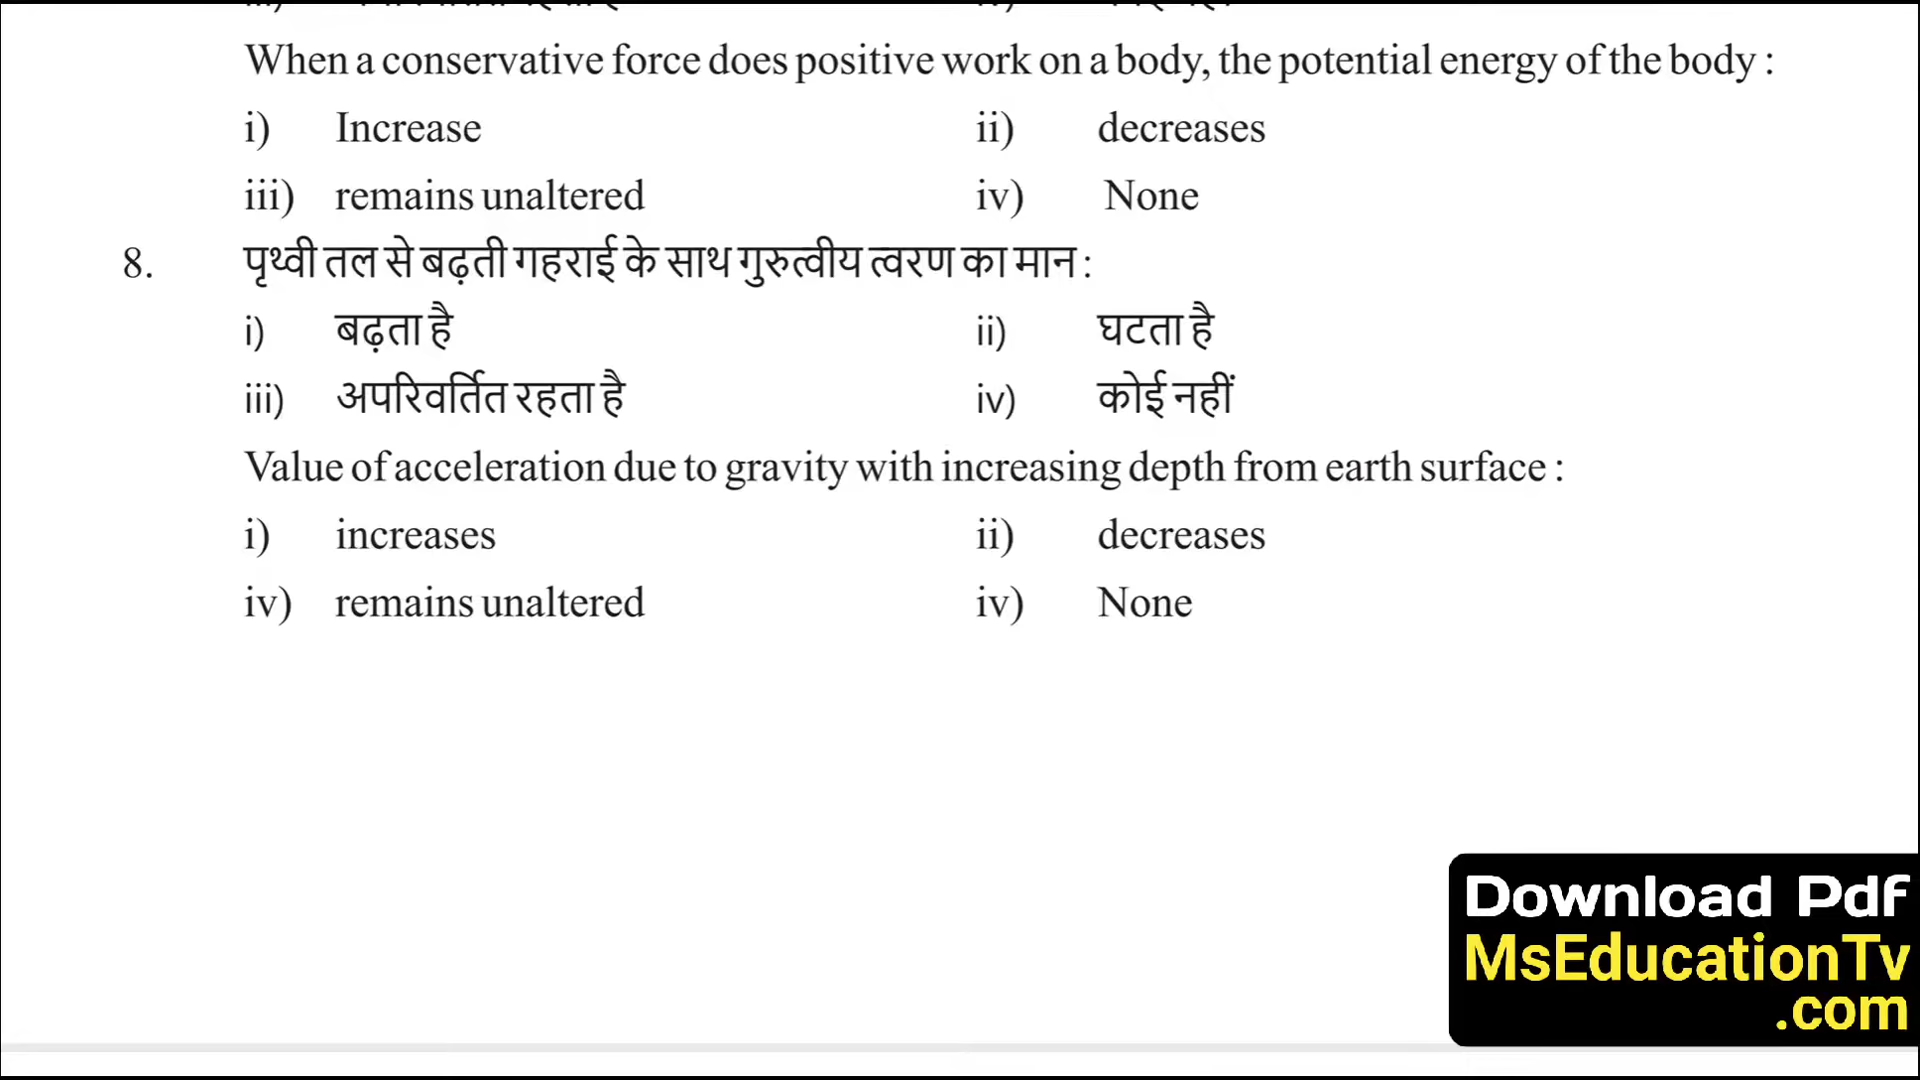 When a conservative force does positive work on a body, the potential energy of the body :
i) Increase ii) decreases
iii) remains unaltered iv) None
8. पृथ्वी तल से बढ़ती गहराई के साथ गुरुत्वीय त्वरण का मान :
i) बढ़ता है ii) घटता है
iii) अपरिवर्तित रहता है iv) कोई नहीं
Value of acceleration due to gravity with increasing depth from earth surface :
i) increases ii) decreases
iv) remains unaltered iv) None
Download Pdf
MsEducationTv
.com